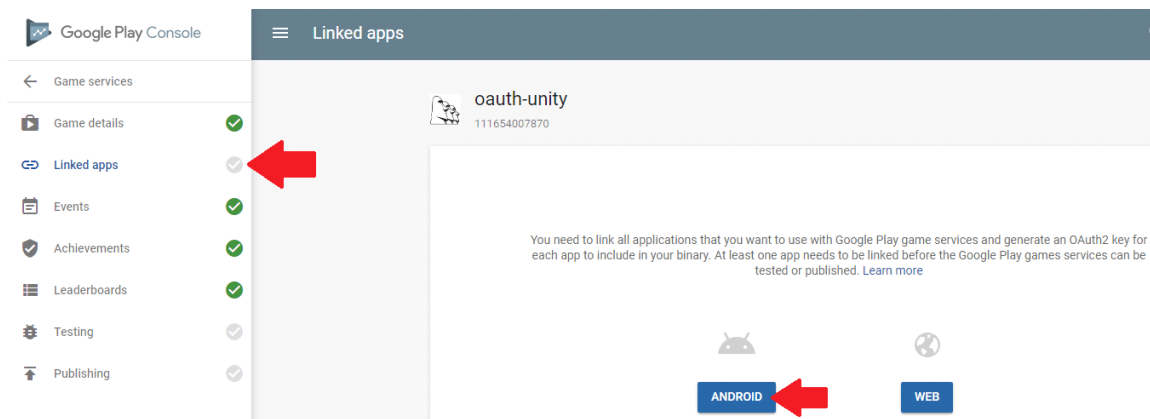 Google Play Console
Linked apps
Game services
Game details
Linked apps
Events
Achievements
Leaderboards
Testing
Publishing
oauth-unity
111654007870
You need to link all applications that you want to use with Google Play game services and generate an OAuth2 key for
each app to include in your binary. At least one app needs to be linked before the Google Play games services can be
tested or published. Learn more
ANDROID
WEB